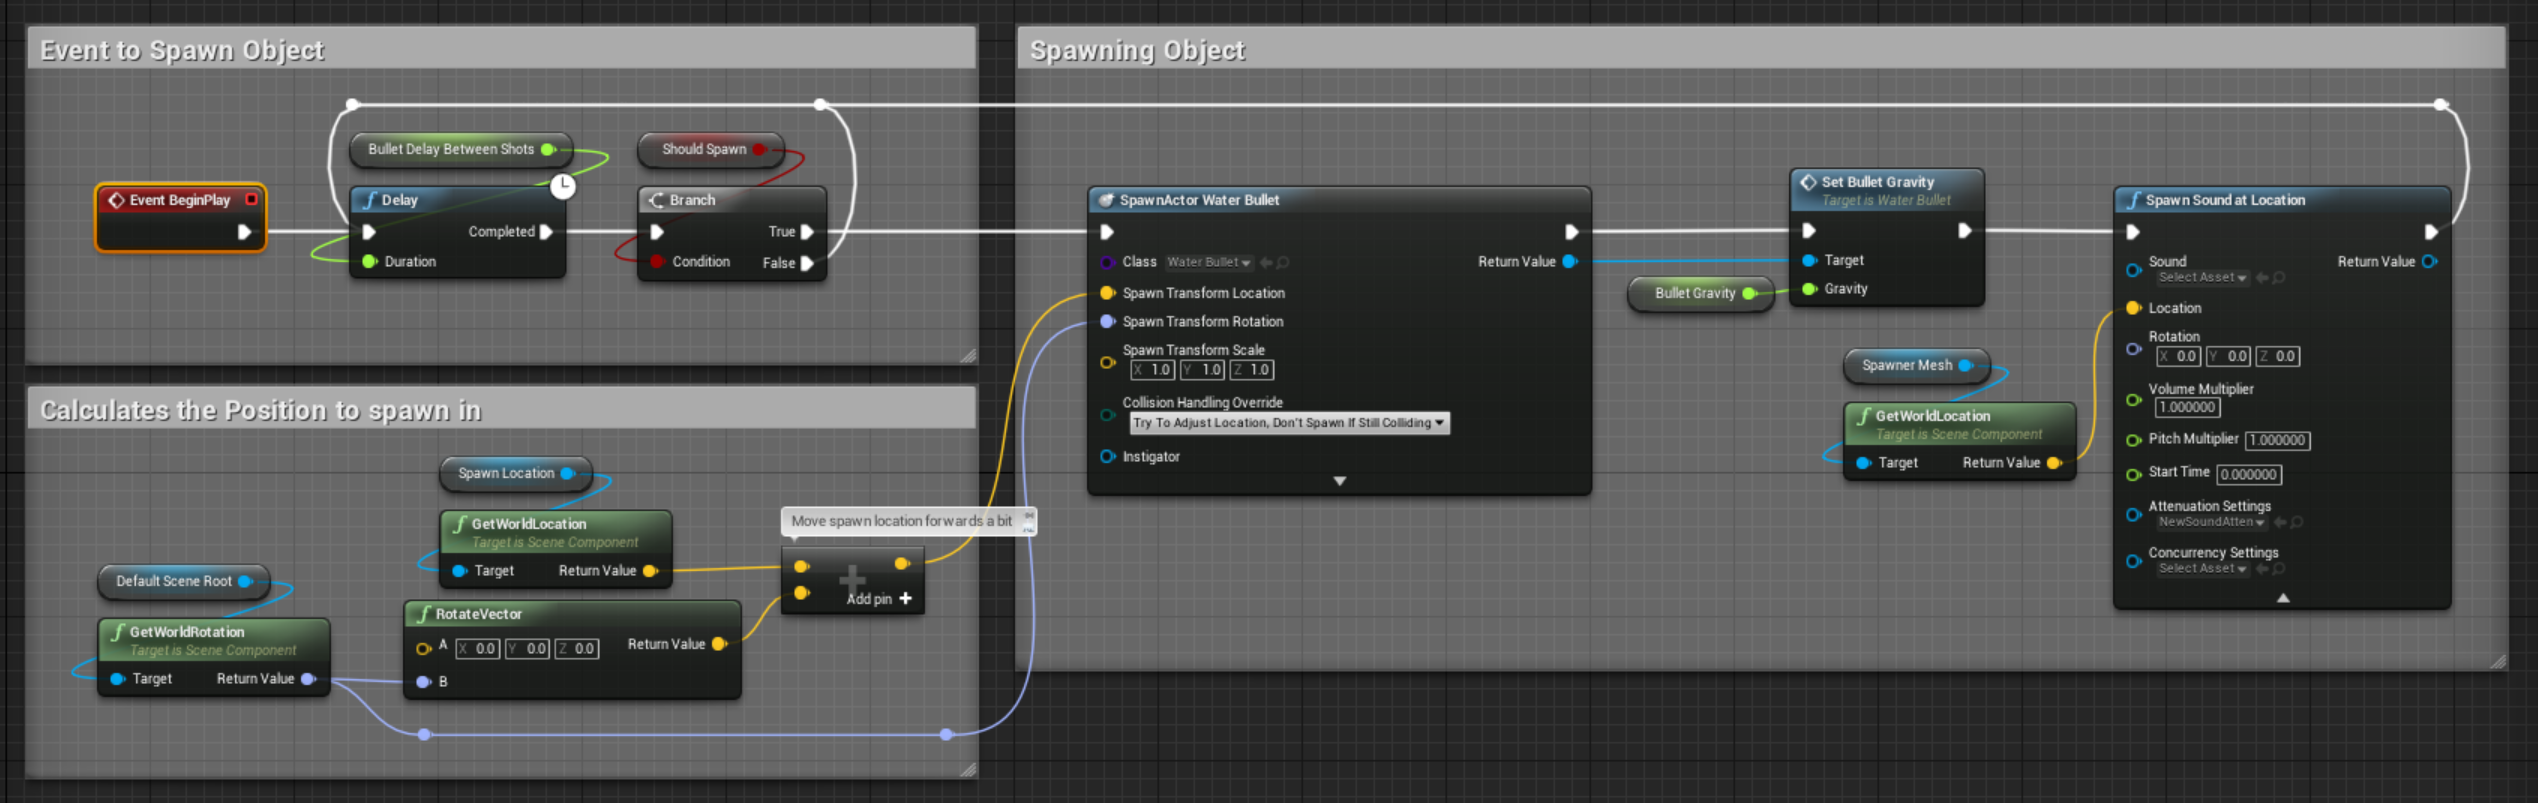 Event to Spawn Object
Bullet Delay Between Shots
Should Spawn
Event BeginPlay
Delay
Completed
Duration
Branch
True
Condition
False
Calculates the Position to spawn in
Spawn Location
GetWorldLocation
Target is Scene Component
Target
Return Value
Move spawn location forwards a bit
Add pin
Default Scene Root
GetWorldRotation
Target is Scene Component
Target
Return Value
RotateVector
A X 0.0 Y 0.0 Z 0.0
Return Value
B
Spawning Object
SpawnActor Water Bullet
Class Water Bullet
Return Value
Spawn Transform Location
Spawn Transform Rotation
Spawn Transform Scale
X 1.0 Y 1.0 Z 1.0
Collision Handling Override
Try To Adjust Location, Don't Spawn If Still Colliding
Instigator
Bullet Gravity
Set Bullet Gravity
Target is Water Bullet
Target
Gravity
Spawner Mesh
GetWorldLocation
Target is Scene Component
Target
Return Value
Spawn Sound at Location
Sound
Select Asset
Return Value
Location
Rotation
X 0.0 Y 0.0 Z 0.0
Volume Multiplier
1.000000
Pitch Multiplier 1.000000
Start Time 0.000000
Attenuation Settings
NewSoundAtten
Concurrency Settings
Select Asset